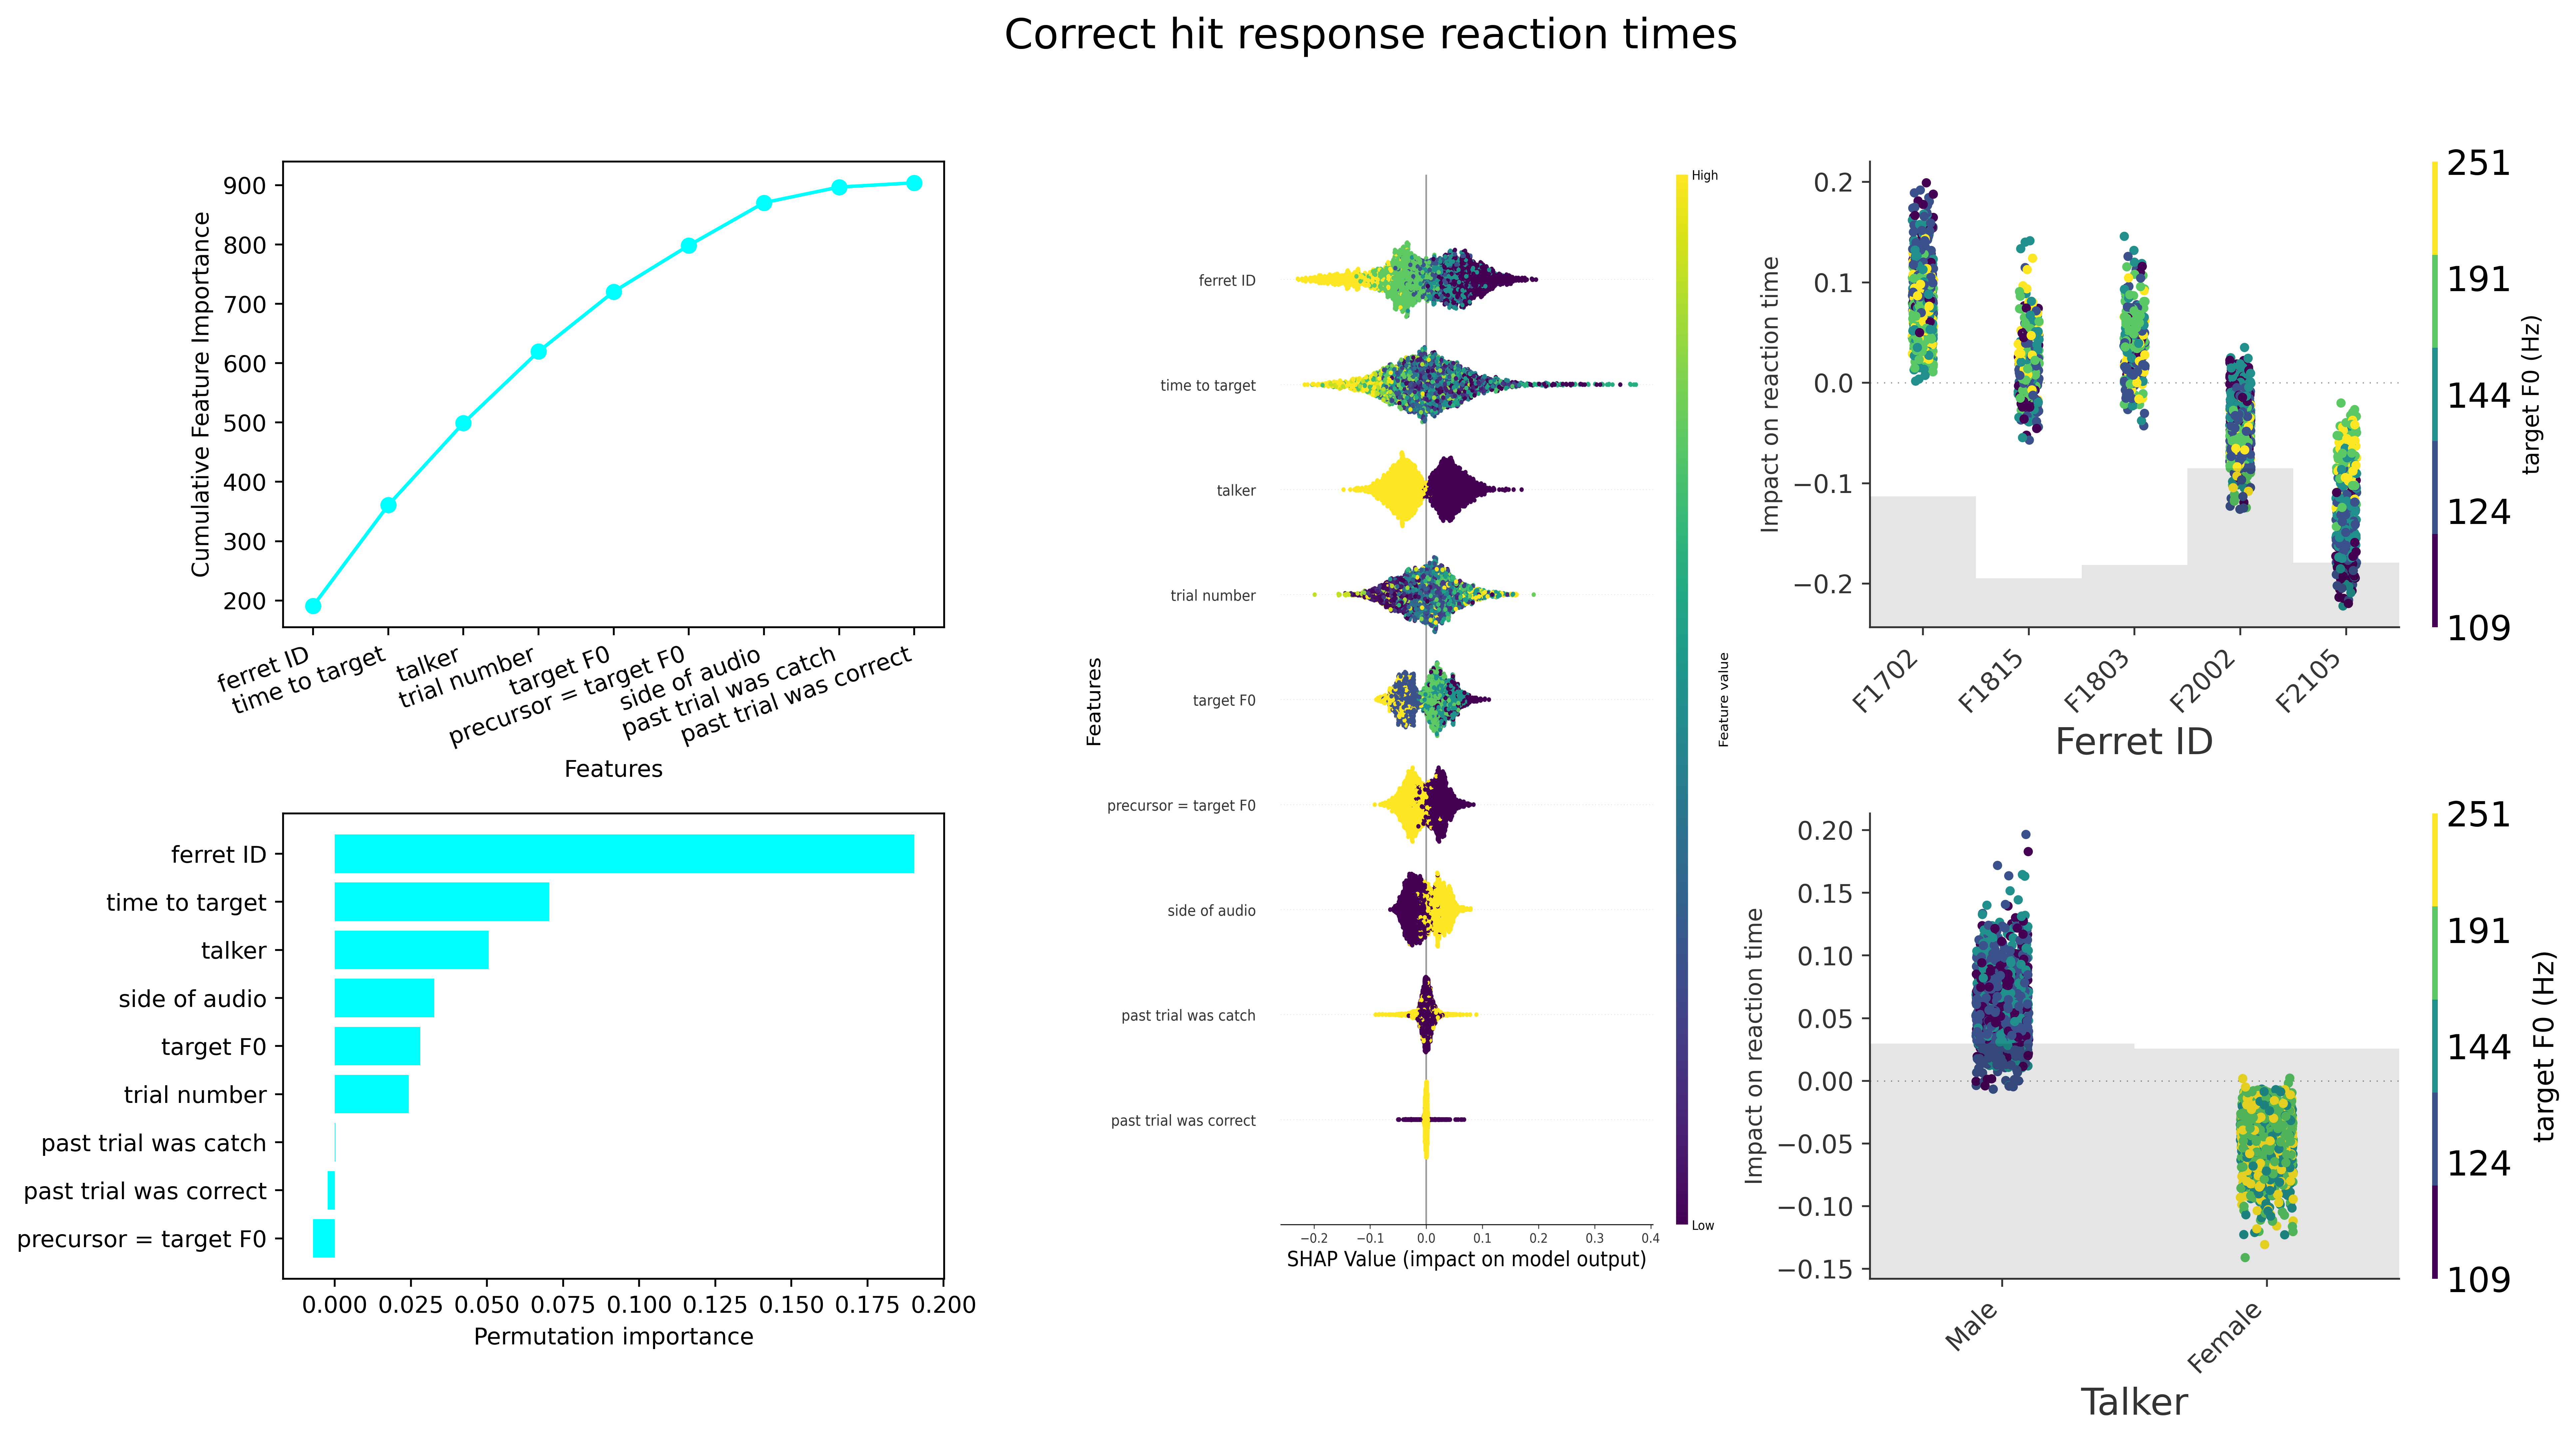 Correct hit response reaction times
Cumulative Feature Importance
900
800
700
600
500
400
300
200
ferret ID
time to target
talker
trial number
target F0
precursor = target F0
side of audio
past trial was catch
past trial was correct
Features
ferret ID
time to target
talker
side of audio
target F0
trial number
past trial was catch
past trial was correct
precursor = target F0
0.000 0.025 0.050 0.075 0.100 0.125 0.150 0.175 0.200
Permutation importance
Features
ferret ID
time to target
talker
trial number
target F0
precursor = target F0
side of audio
past trial was catch
past trial was correct
−0.2 −0.1 0.0 0.1 0.2 0.3 0.4
SHAP Value (impact on model output)
High
Feature value
Low
Impact on reaction time
0.2
0.1
0.0
−0.1
−0.2
F1702
F1815
F1803
F2002
F2105
Ferret ID
251
191
144
124
109
target F0 (Hz)
Impact on reaction time
0.20
0.15
0.10
0.05
0.00
−0.05
−0.10
−0.15
Male
Female
Talker
251
191
144
124
109
target F0 (Hz)